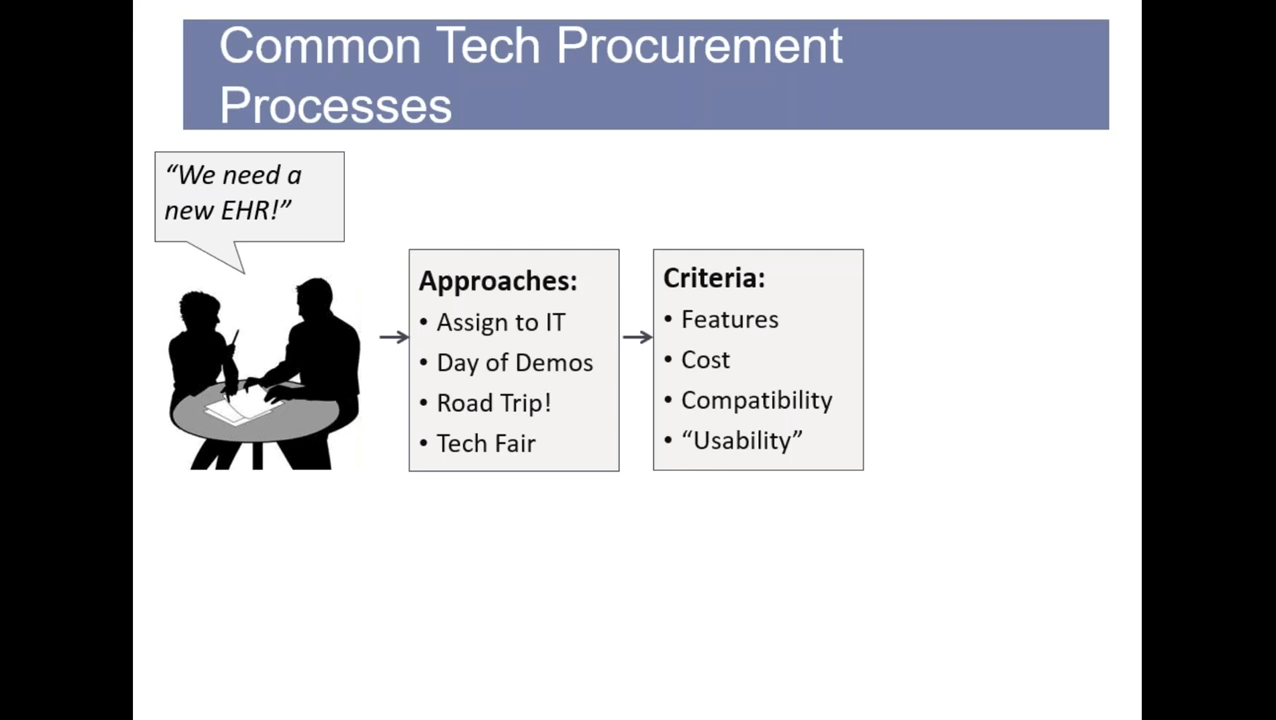 Common Tech Procurement
Processes
“We need a
new EHR!”
Approaches:
• Assign to IT
• Day of Demos
• Road Trip!
• Tech Fair
Criteria:
• Features
• Cost
• Compatibility
• “Usability”